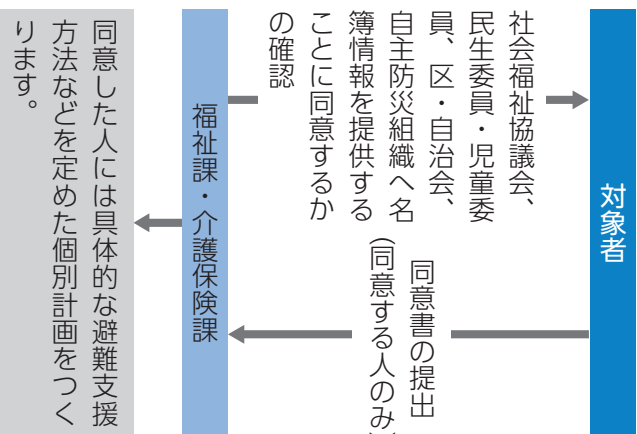 対象者
社会福祉協議会、
民生委員・児童委
員、区・自治会、
自主防災組織へ名
簿情報を提供する
ことに同意するか
の確認
同意書の提出
(同意する人のみ)
福祉課・介護保険課
同意した人には具体的な避難支援
方法などを定めた個別計画をつく
ります。